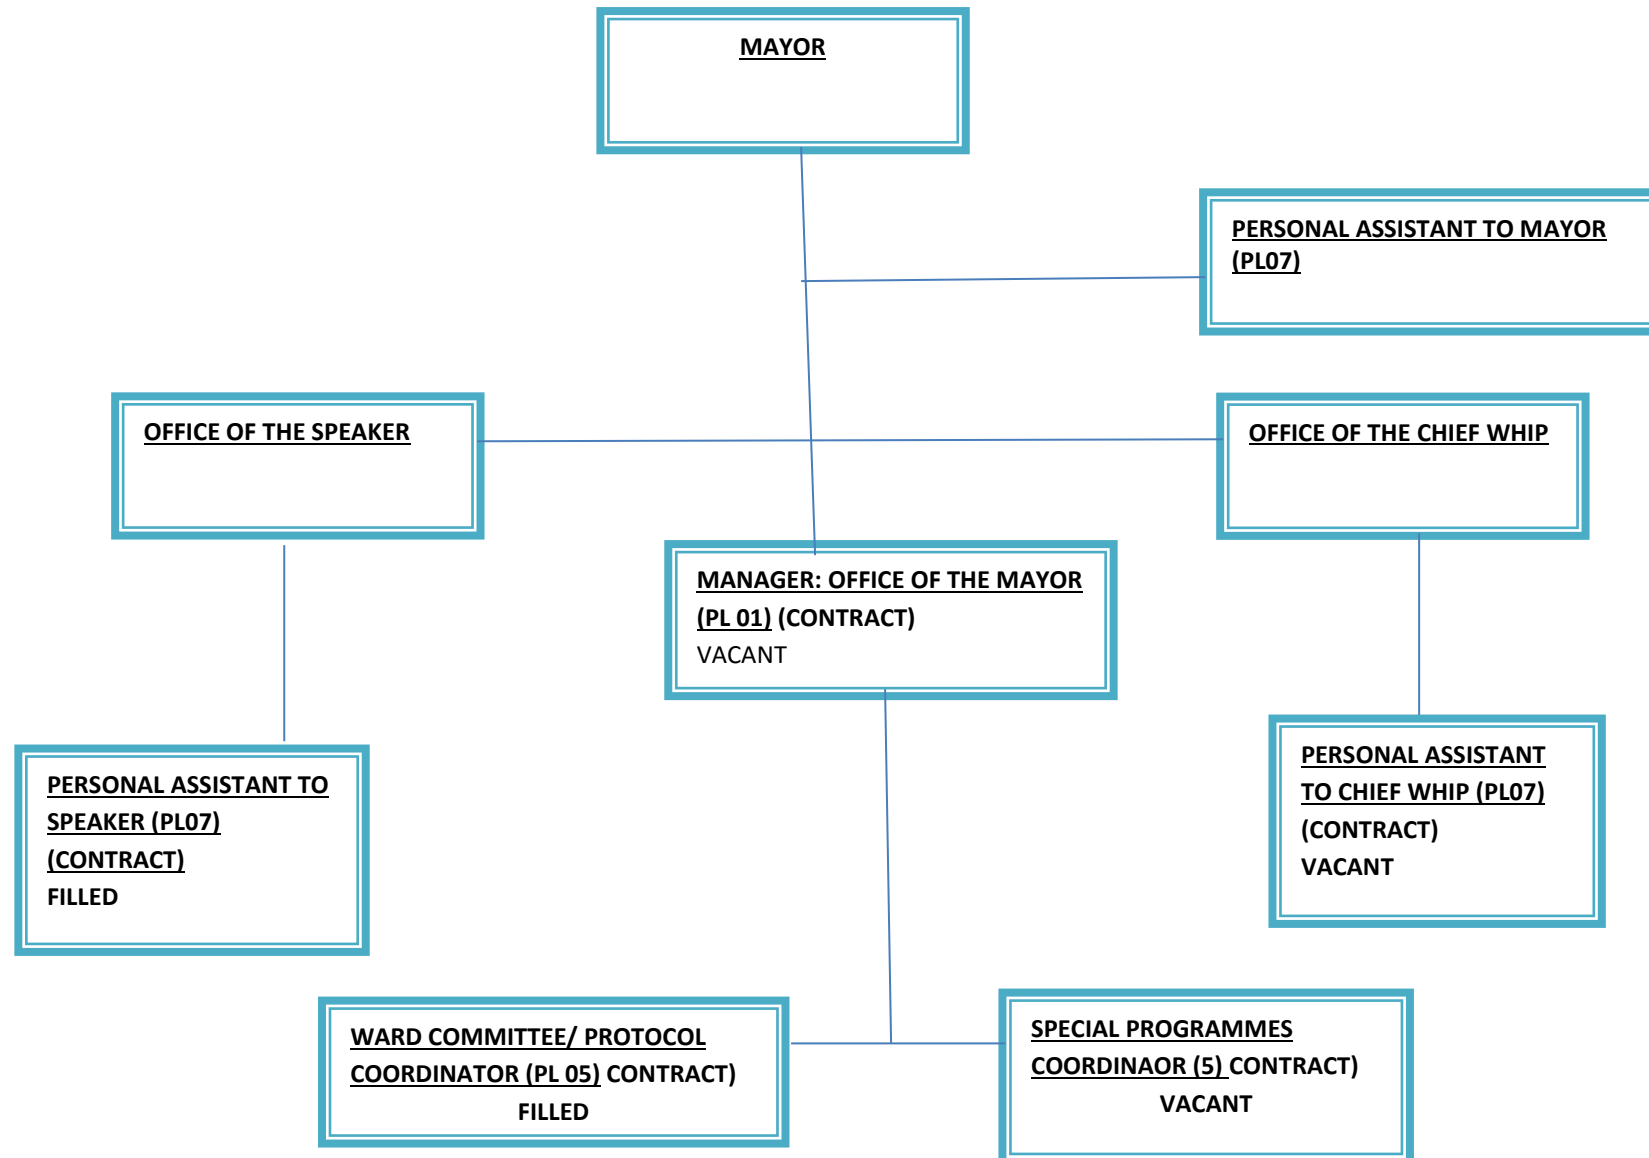 MAYOR
PERSONAL ASSISTANT TO MAYOR
(PL07)
OFFICE OF THE SPEAKER
OFFICE OF THE CHIEF WHIP
MANAGER: OFFICE OF THE MAYOR
(PL 01) (CONTRACT)
VACANT
PERSONAL ASSISTANT TO
SPEAKER (PL07)
(CONTRACT)
FILLED
PERSONAL ASSISTANT
TO CHIEF WHIP (PL07)
(CONTRACT)
VACANT
WARD COMMITTEE/ PROTOCOL
COORDINATOR (PL 05) CONTRACT)
FILLED
SPECIAL PROGRAMMES
COORDINAOR (5) CONTRACT)
VACANT